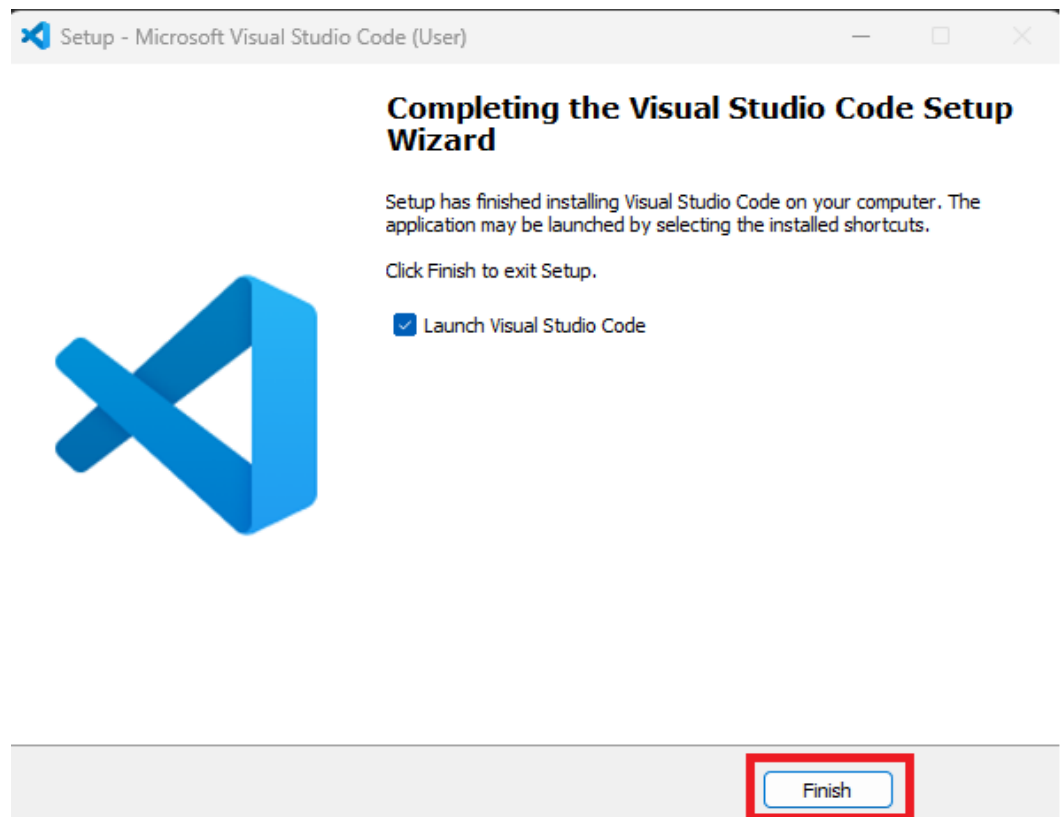 Setup - Microsoft Visual Studio Code (User)
Completing the Visual Studio Code Setup
Wizard
Setup has finished installing Visual Studio Code on your computer. The
application may be launched by selecting the installed shortcuts.
Click Finish to exit Setup.
Launch Visual Studio Code
Finish